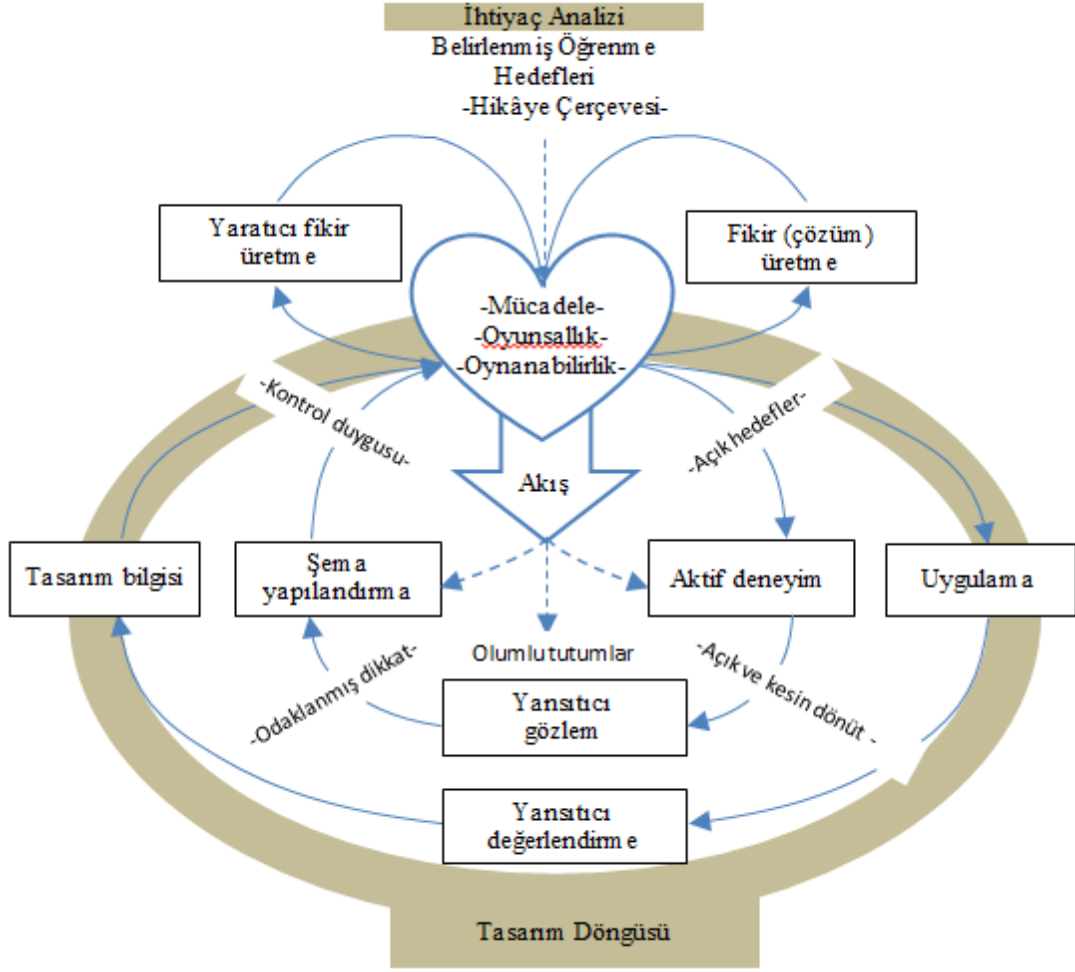 İhtiyaç Analizi
Belirlenmiş Öğrenme
Hedefleri
-Hikâye Çerçevesi-
Yaratıcı fikir
üretme
Fikir (çözüm)
üretme
-Mücadele-
-Oyunsallık-
-Oynanabilirlik-
-Kontrol duygusu-
-Açık hedefler-
Akış
Tasarım bilgisi
Şema
yapılandırma
Aktif deneyim
Uygulama
Olumlu tutumlar
-Odaklanmış dikkat-
-Açık ve kesin dönüt -
Yansıtıcı
gözlem
Yansıtıcı
değerlendirme
Tasarım Döngüsü